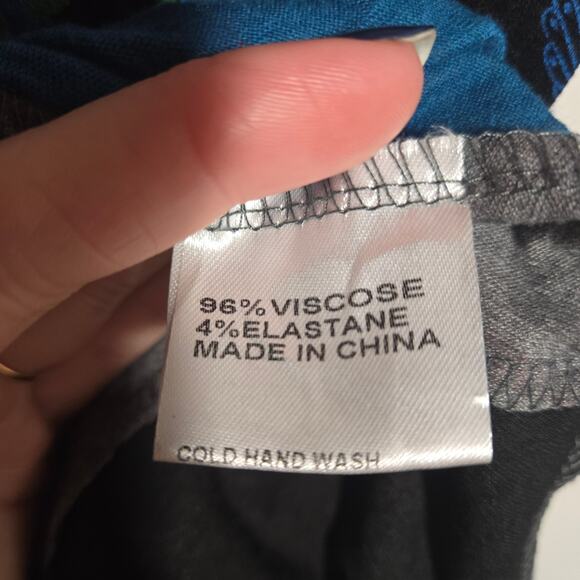 96% VISCOSE
4%ELASTANE
MADE IN CHINA
COLD HAND WASH